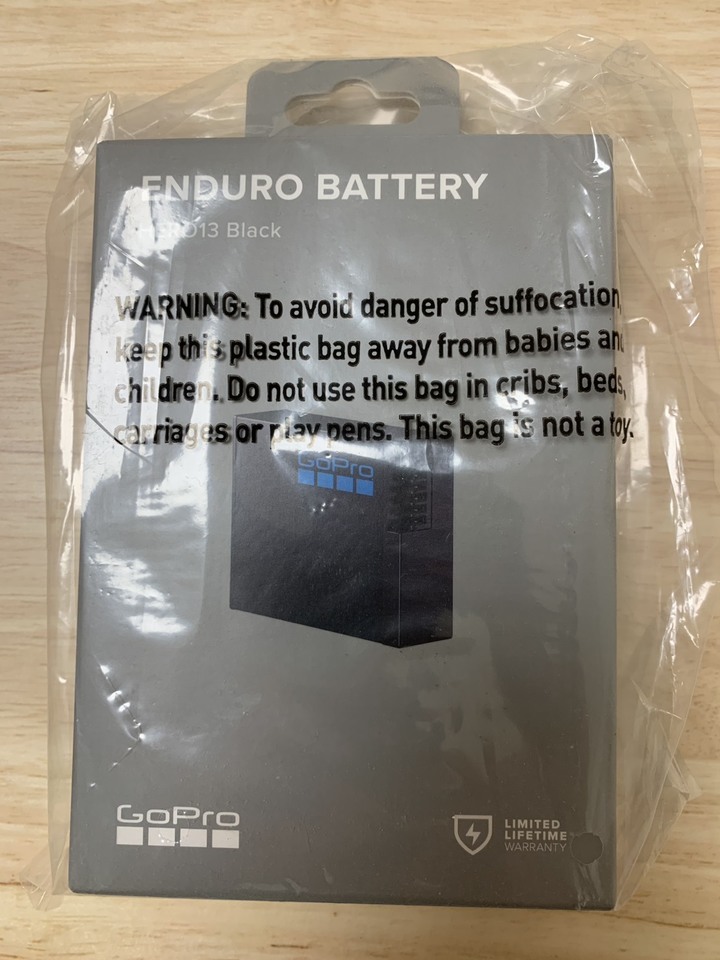 ENDURO BATTERY
HERO13 Black
WARNING: To avoid danger of suffocation,
keep this plastic bag away from babies and
children. Do not use this bag in cribs, beds,
carriages or play pens. This bag is not a toy.
GoPro
GoPro
LIMITED
LIFETIME
WARRANTY